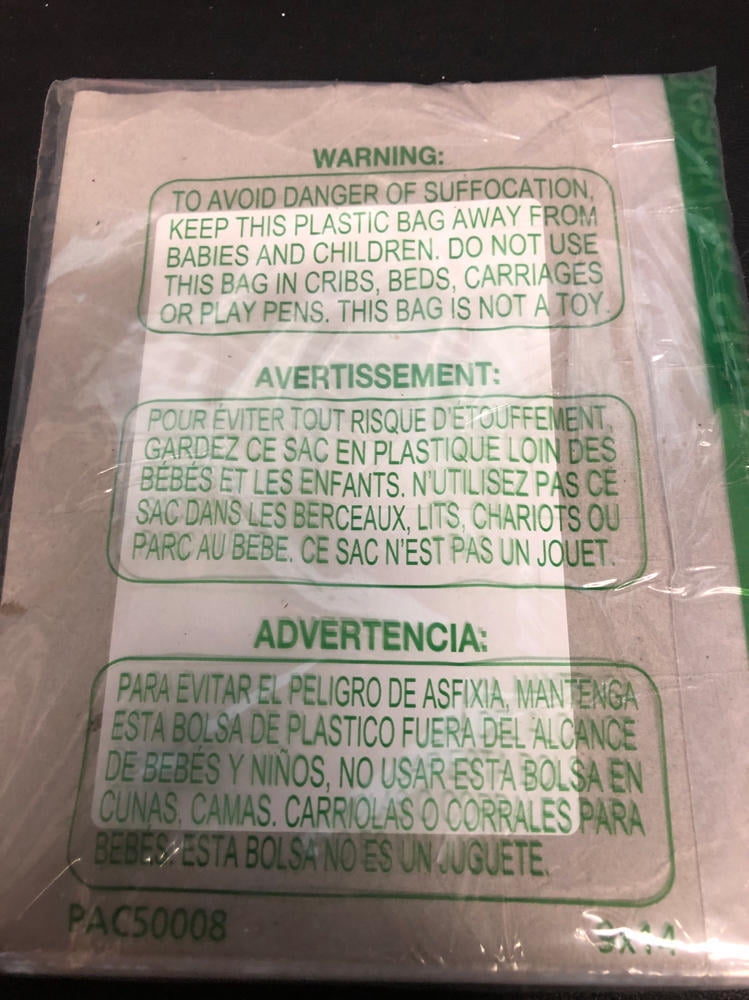 WARNING:
TO AVOID DANGER OF SUFFOCATION,
KEEP THIS PLASTIC BAG AWAY FROM
BABIES AND CHILDREN. DO NOT USE
THIS BAG IN CRIBS, BEDS, CARRIAGES
OR PLAY PENS. THIS BAG IS NOT A TOY.
AVERTISSEMENT:
POUR ÉVITER TOUT RISQUE D'ÉTOUFFEMENT,
GARDEZ CE SAC EN PLASTIQUE LOIN DES
BÉBÉS ET LES ENFANTS. N'UTILISEZ PAS CE
SAC DANS LES BERCEAUX, LITS, CHARIOTS OU
PARC AU BEBE. CE SAC N'EST PAS UN JOUET.
ADVERTENCIA:
PARA EVITAR EL PELIGRO DE ASFIXIA, MANTENGA
ESTA BOLSA DE PLASTICO FUERA DEL ALCANCE
DE BEBÉS Y NIÑOS, NO USAR ESTA BOLSA EN
CUNAS, CAMAS. CARRIOLAS O CORRALES PARA
BEBÉS. ESTA BOLSA NO ES UN JUGUETE.
PAC50008
9x14